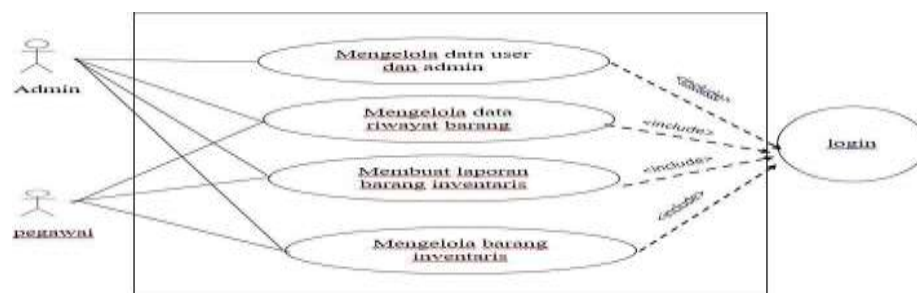 Admin
pegawai
Mengelola data user
dan admin
Mengelola data
riwayat barang
Membuat laporan
barang inventaris
Mengelola barang
inventaris
<include>
<include>
login